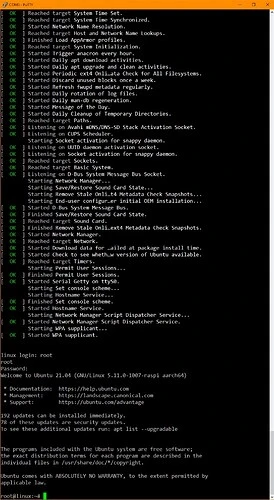 COM5 - PuTTY
[  OK  ] Reached target System Time Set.
[  OK  ] Reached target System Time Synchronized.
[  OK  ] Started Network Name Resolution.
[  OK  ] Reached target Host and Network Name Lookups.
[  OK  ] Finished Load AppArmor profiles.
[  OK  ] Reached target System Initialization.
[  OK  ] Started Trigger anacron every hour.
[  OK  ] Started Daily apt download activities.
[  OK  ] Started Daily apt upgrade and clean activities.
[  OK  ] Started Periodic ext4 Onli…ata Check for All Filesystems.
[  OK  ] Started Discard unused blocks once a week.
[  OK  ] Started Refresh fwupd metadata regularly.
[  OK  ] Started Daily rotation of log files.
[  OK  ] Started Daily man-db regeneration.
[  OK  ] Started Message of the Day.
[  OK  ] Started Daily Cleanup of Temporary Directories.
[  OK  ] Reached target Paths.
[  OK  ] Listening on Avahi mDNS/DNS-SD Stack Activation Socket.
[  OK  ] Listening on CUPS Scheduler.
Starting Socket activation for snappy daemon.
[  OK  ] Listening on UUID daemon activation socket.
[  OK  ] Listening on Socket activation for snappy daemon.
[  OK  ] Reached target Sockets.
[  OK  ] Reached target Basic System.
[  OK  ] Listening on D-Bus System Message Bus Socket.
Starting Network Manager...
Starting Save/Restore Sound Card State...
Starting Remove Stale Onli…t4 Metadata Check Snapshots...
Starting End-user configur…er initial OEM installation...
[  OK  ] Started D-Bus System Message Bus.
[  OK  ] Finished Save/Restore Sound Card State.
[  OK  ] Reached target Sound Card.
[  OK  ] Finished Remove Stale Onli…ext4 Metadata Check Snapshots.
[  OK  ] Started Network Manager.
[  OK  ] Reached target Network.
[  OK  ] Started Download data for …ailed at package install time.
[  OK  ] Started Check to see wheth…w version of Ubuntu available.
[  OK  ] Reached target Timers.
Starting Permit User Sessions...
[  OK  ] Finished Permit User Sessions.
[  OK  ] Started Serial Getty on ttyS0.
Starting Set console scheme...
Starting Hostname Service...
[  OK  ] Finished Set console scheme.
[  OK  ] Started Hostname Service.
Starting Network Manager Script Dispatcher Service...
[  OK  ] Started Network Manager Script Dispatcher Service.
Starting WPA supplicant...
[  OK  ] Started WPA supplicant.
linux login: root
root
Password:
Welcome to Ubuntu 21.04 (GNU/Linux 5.11.0-1007-raspi aarch64)
* Documentation:  https://help.ubuntu.com
* Management:     https://landscape.canonical.com
* Support:        https://ubuntu.com/advantage
192 updates can be installed immediately.
78 of these updates are security updates.
To see these additional updates run: apt list --upgradable
The programs included with the Ubuntu system are free software;
the exact distribution terms for each program are described in the
individual files in /usr/share/doc/*/copyright.
Ubuntu comes with ABSOLUTELY NO WARRANTY, to the extent permitted by
applicable law.
root@linux:~#